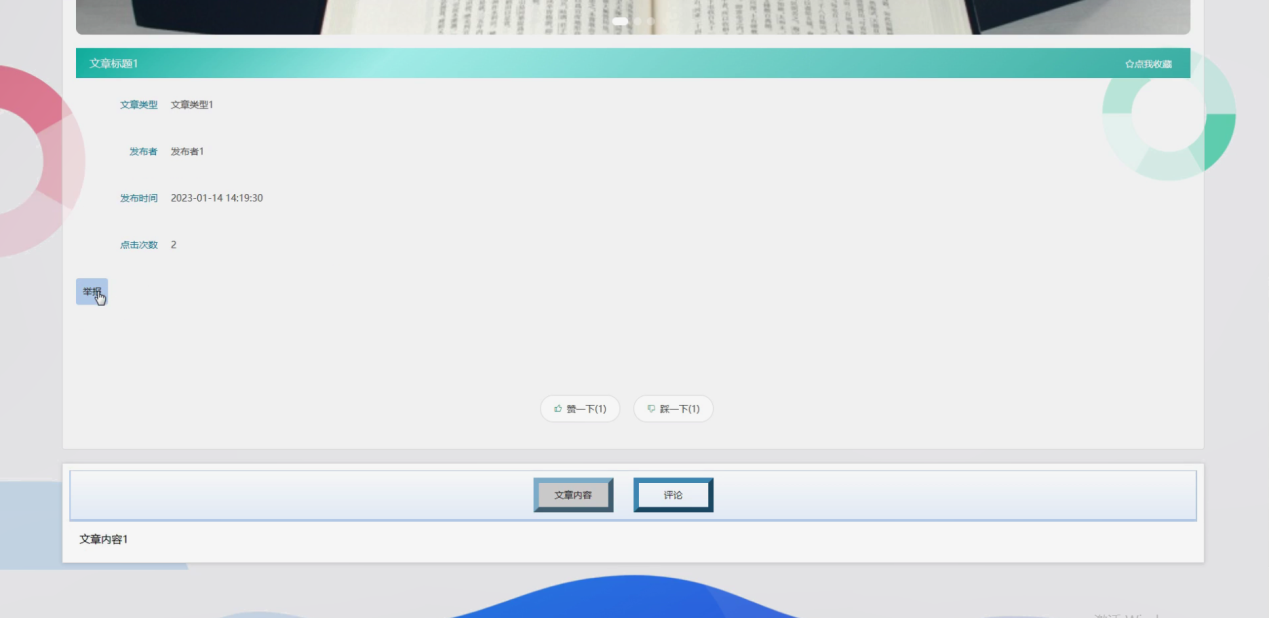 文章标题1
☆点我收藏
文章类型 文章类型1
发布者 发布者1
发布时间 2023-01-14 14:19:30
点击次数 2
举报
赞一下(1) 踩一下(1)
文章内容 评论
文章内容1